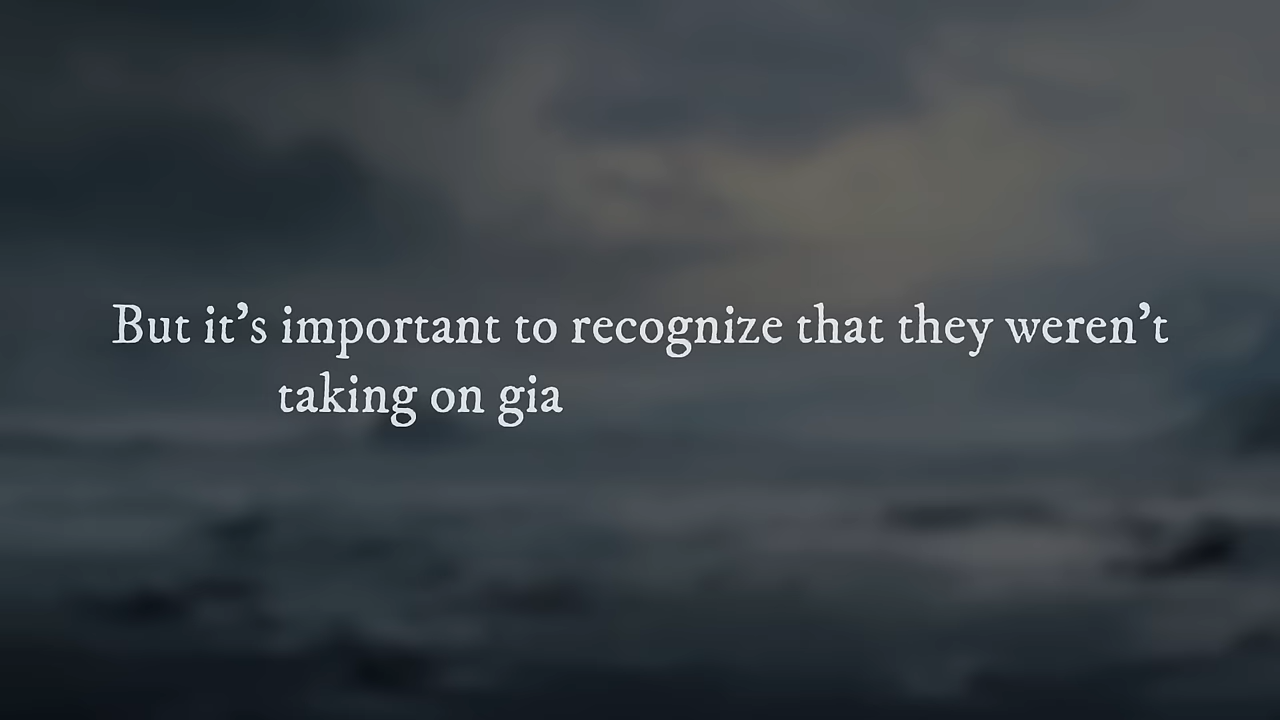 But it’s important to recognize that they weren’t
taking on gia